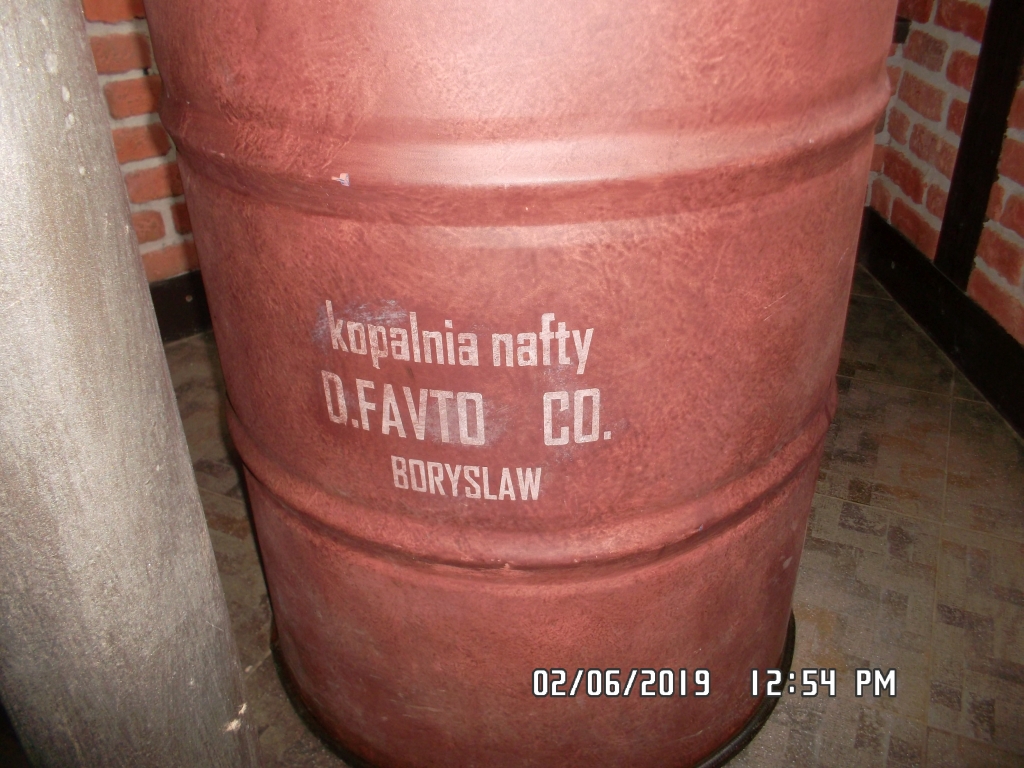 kopalnia nafty
D.FAVTO CO.
BORYSLAW
02/06/2019 12:54 PM